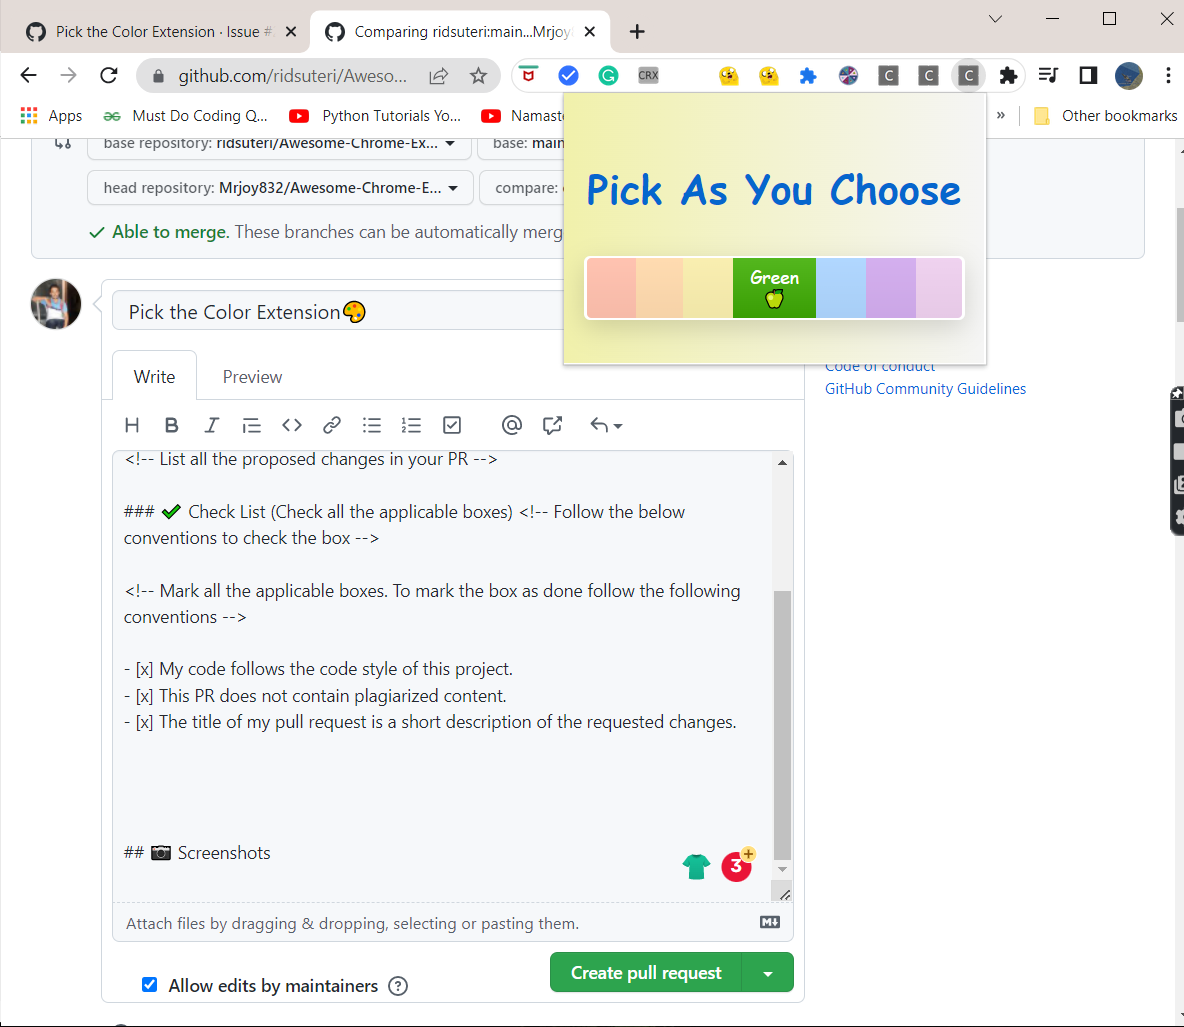 Pick the Color Extension · Issue #
Comparing ridsuteri:main...Mrjoy8
github.com/ridsuteri/Aweso...
CRX
C
C
C
Apps
Must Do Coding Q...
Python Tutorials Yo...
Namast
»
Other bookmarks
base repository: ridsuteri/Awesome-Chrome-Ex...
base: main
head repository: Mrjoy832/Awesome-Chrome-E...
compare:
Able to merge. These branches can be automatically merg
Pick As You Choose
Green
Pick the Color Extension🎨
Write
Preview
Code of conduct
GitHub Community Guidelines
<!-- List all the proposed changes in your PR -->
### ✔ Check List (Check all the applicable boxes) <!-- Follow the below
conventions to check the box -->
<!-- Mark all the applicable boxes. To mark the box as done follow the following
conventions -->
- [x] My code follows the code style of this project.
- [x] This PR does not contain plagiarized content.
- [x] The title of my pull request is a short description of the requested changes.
## 📷 Screenshots
3
+
Attach files by dragging & dropping, selecting or pasting them.
Create pull request
Allow edits by maintainers